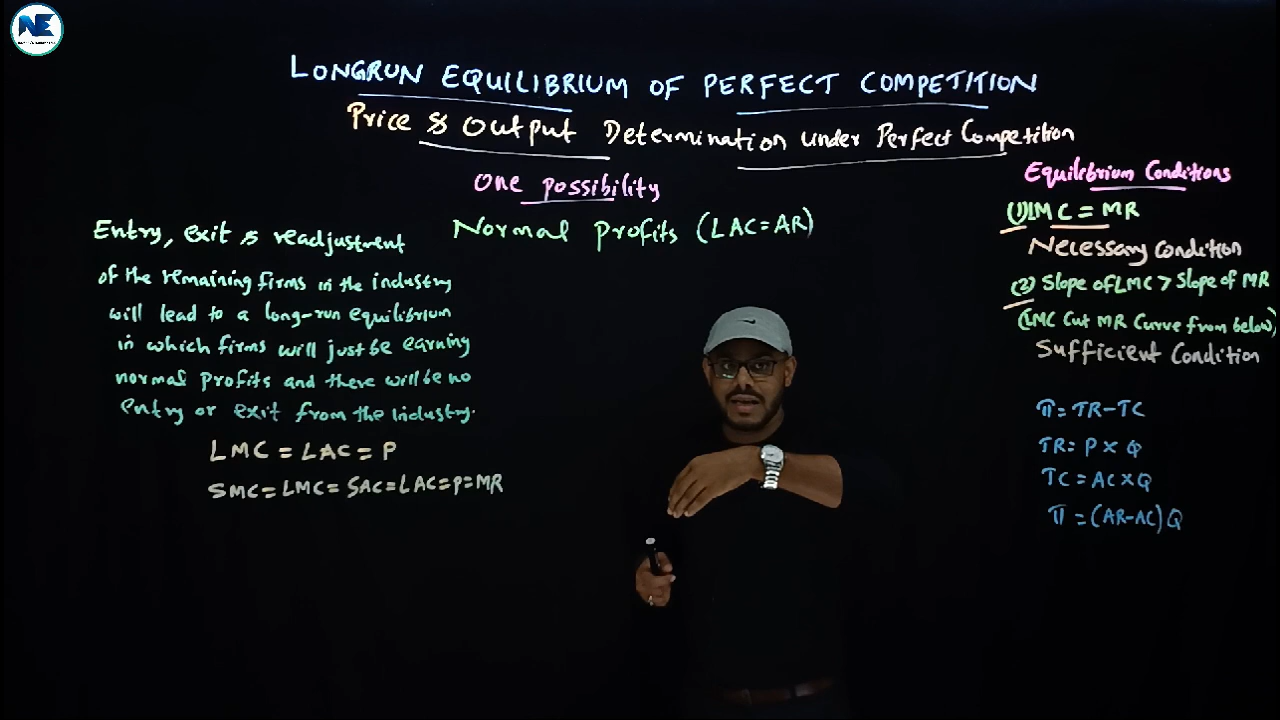 NE
LONGRUN EQUILIBRIUM OF PERFECT COMPETITION
Price & Output Determination under Perfect Competition
One possibility
Normal profits (LAC=AR)
Entry, exit & readjustment
of the remaining firms in the industry
will lead to a long-run equilibrium
in which firms will just be earning
normal profits and there will be no
entry or exit from the industry.
LMC = LAC = P
SMC = LMC = SAC = LAC = P = MR
Equilibrium Conditions
(1) LMC = MR
Necessary Condition
(2) Slope of LMC > Slope of MR
(LMC Cut MR Curve from below)
Sufficient Condition
π = TR - TC
TR = P × Q
TC = AC × Q
π = (AR-AC)Q